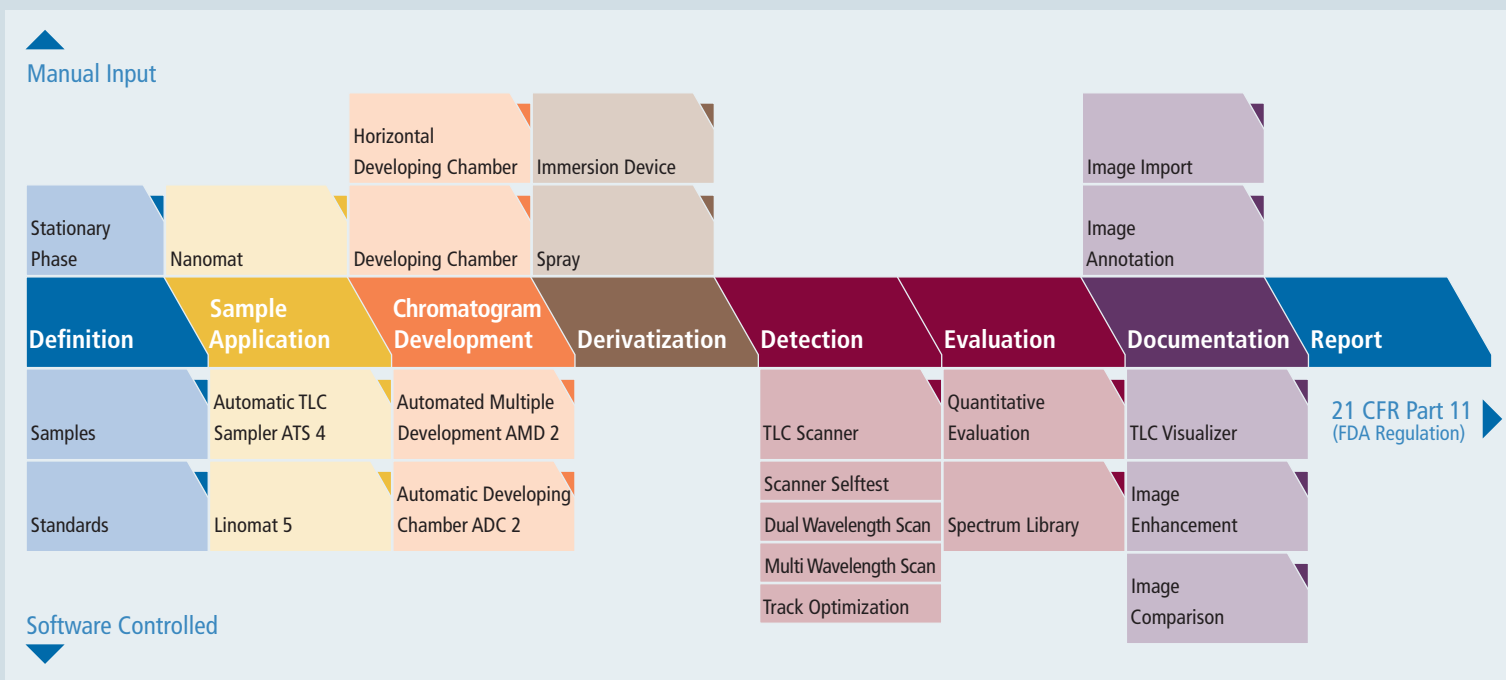 Manual Input
Horizontal
Developing Chamber
Immersion Device
Image Import
Stationary
Phase
Nanomat
Developing Chamber
Spray
Image
Annotation
Definition
Sample
Application
Chromatogram
Development
Derivatization
Detection
Evaluation
Documentation
Report
Samples
Automatic TLC
Sampler ATS 4
Automated Multiple
Development AMD 2
TLC Scanner
Quantitative
Evaluation
TLC Visualizer
21 CFR Part 11
(FDA Regulation)
Standards
Linomat 5
Automatic Developing
Chamber ADC 2
Scanner Selftest
Dual Wavelength Scan
Multi Wavelength Scan
Track Optimization
Spectrum Library
Image
Enhancement
Image
Comparison
Software Controlled